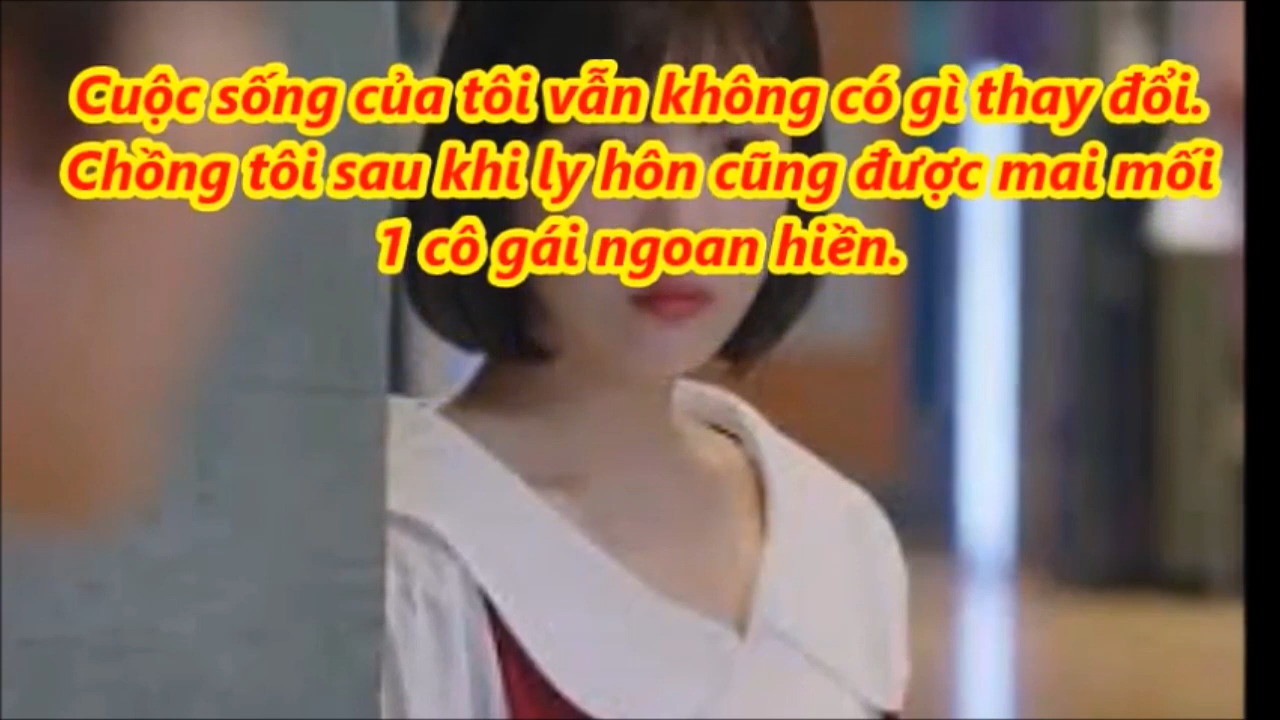 Cuộc sống của tôi vẫn không có gì thay đổi.
Chồng tôi sau khi ly hôn cũng được mai mối
1 cô gái ngoan hiền.